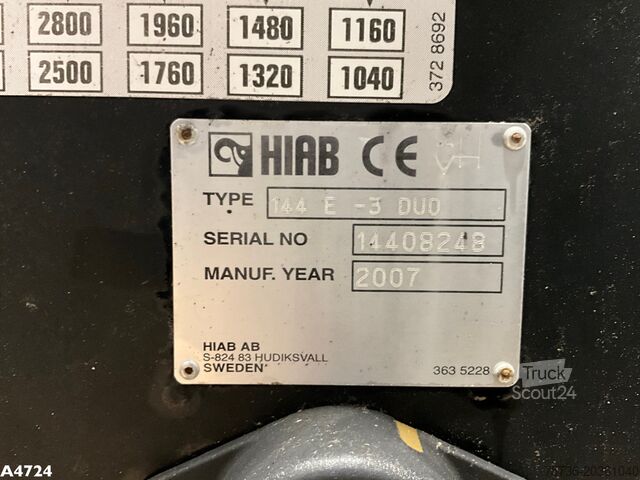 2800 1960 1480 1160
2500 1760 1320 1040
372 8692
HIAB CE
TYPE 144 E -3 DUO
SERIAL NO 14408248
MANUF. YEAR 2007
HIAB AB
S-824 83 HUDIKSVALL
SWEDEN
363 5228
Truck
Scout24
A4724